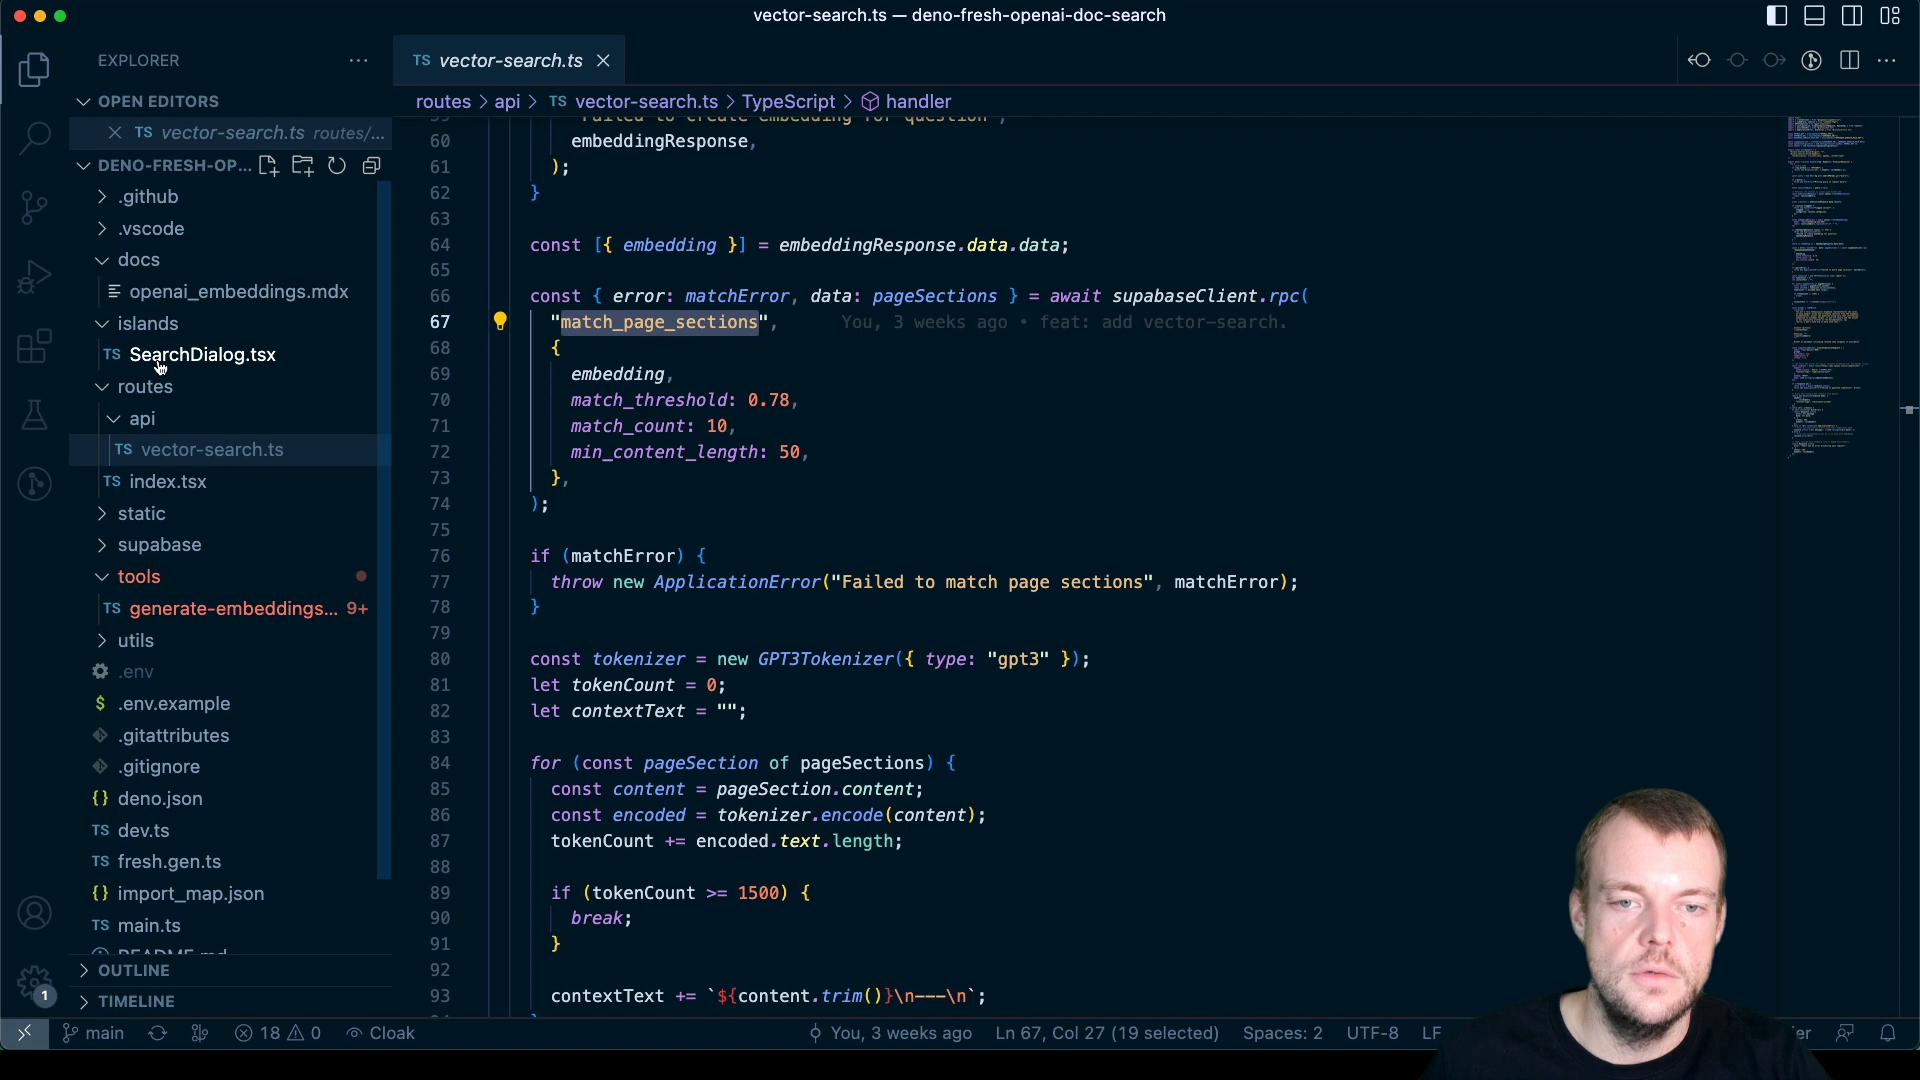 vector-search.ts — deno-fresh-openai-doc-search
EXPLORER
OPEN EDITORS
TS vector-search.ts routes/...
DENO-FRESH-OP...
.github
.vscode
docs
openai_embeddings.mdx
islands
TS SearchDialog.tsx
routes
api
TS vector-search.ts
TS index.tsx
static
supabase
tools
TS generate-embeddings... 9+
utils
.env
$ .env.example
.gitattributes
.gitignore
{} deno.json
TS dev.ts
TS fresh.gen.ts
{} import_map.json
TS main.ts
README.md
OUTLINE
TIMELINE
1
TS vector-search.ts
routes > api > TS vector-search.ts > TypeScript > handler
59 "Failed to create embedding for question",
60 embeddingResponse,
61 );
62 }
63
64 const [{ embedding }] = embeddingResponse.data.data;
65
66 const { error: matchError, data: pageSections } = await supabaseClient.rpc(
67 "match_page_sections", You, 3 weeks ago • feat: add vector-search.
68 {
69 embedding,
70 match_threshold: 0.78,
71 match_count: 10,
72 min_content_length: 50,
73 },
74 );
75
76 if (matchError) {
77 throw new ApplicationError("Failed to match page sections", matchError);
78 }
79
80 const tokenizer = new GPT3Tokenizer({ type: "gpt3" });
81 let tokenCount = 0;
82 let contextText = "";
83
84 for (const pageSection of pageSections) {
85 const content = pageSection.content;
86 const encoded = tokenizer.encode(content);
87 tokenCount += encoded.text.length;
88
89 if (tokenCount >= 1500) {
90 break;
91 }
92
93 contextText += `${content.trim()}\n---\n`;
main 18 0 Cloak You, 3 weeks ago Ln 67, Col 27 (19 selected) Spaces: 2 UTF-8 LF